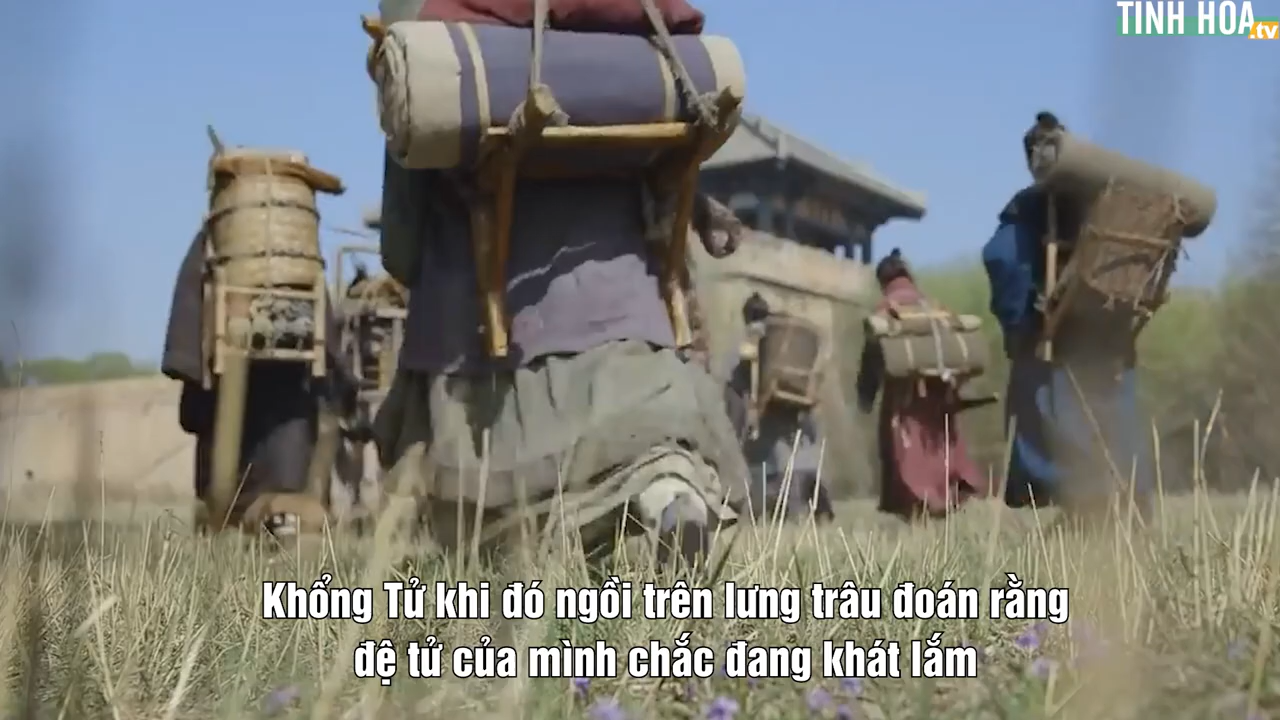 TINH HOA
.tv
Khổng Tử khi đó ngồi trên lưng trâu đoán rằng
đệ tử của mình chắc đang khát lắm